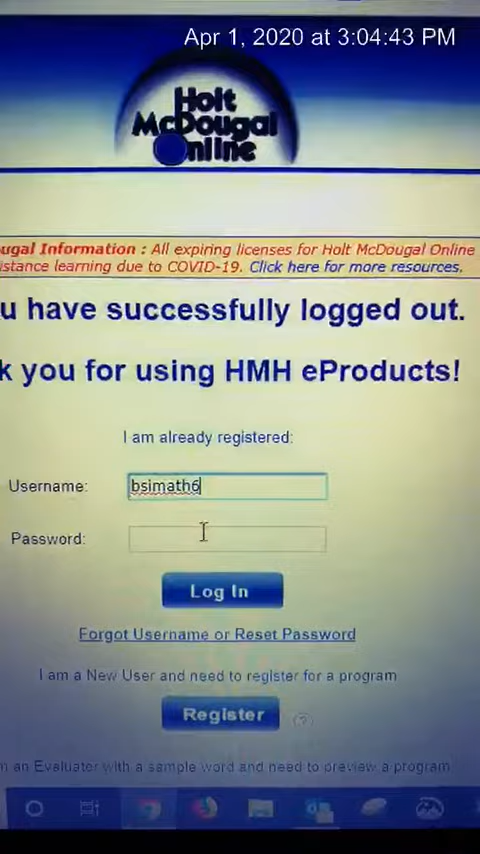 Apr 1, 2020 at 3:04:43 PM
Holt
McDougal
Online
ugal Information : All expiring licenses for Holt McDougal Online
istance learning due to COVID-19. Click here for more resources.
u have successfully logged out.
k you for using HMH eProducts!
I am already registered:
Username: bsimath6
Password:
Log In
Forgot Username or Reset Password
I am a New User and need to register for a program
Register (?)
m an Evaluator with a sample word and need to preview a program